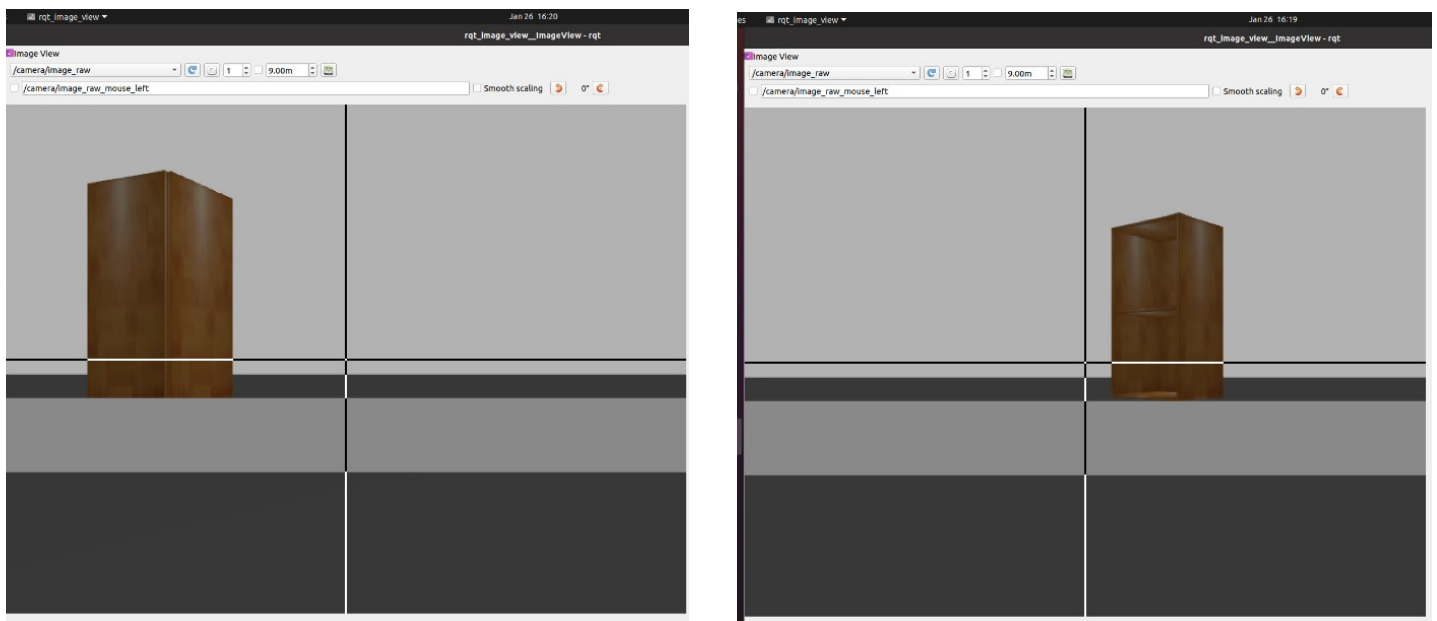 rqt_image_view
Jan 26 16:20
rqt_image_view__ImageView - rqt
Image View
/camera/image_raw 1 9.00m
/camera/image_raw_mouse_left Smooth scaling 0°
es rqt_image_view
Jan 26 16:19
rqt_image_view__ImageView - rqt
Image View
/camera/image_raw 1 9.00m
/camera/image_raw_mouse_left Smooth scaling 0°